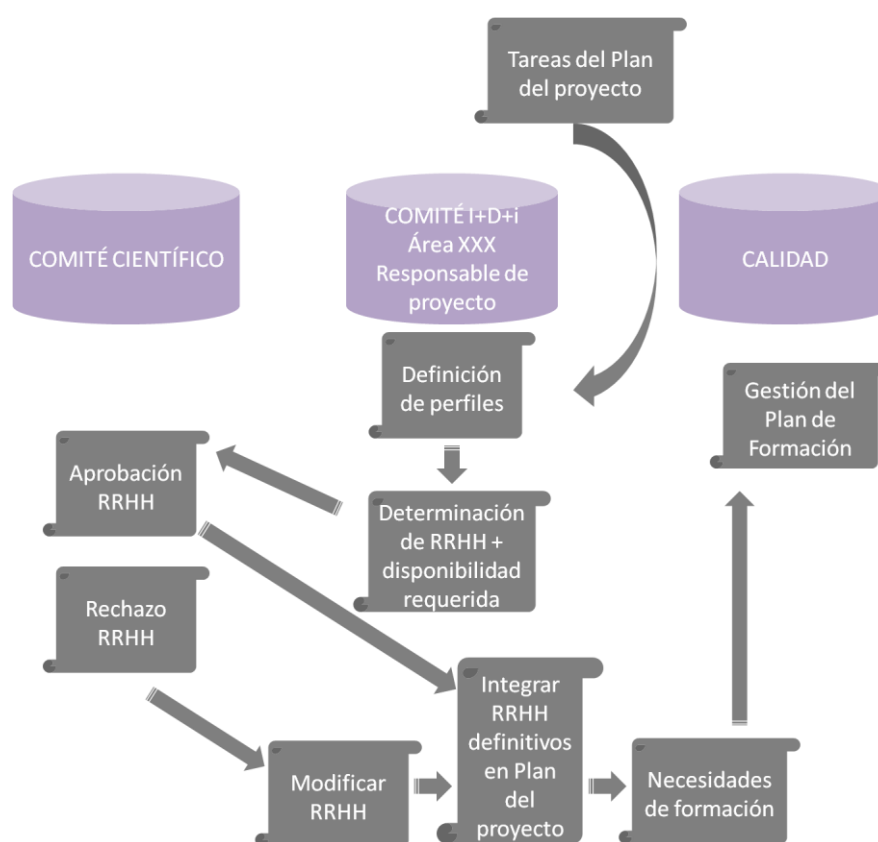 Tareas del Plan
del proyecto
COMITÉ CIENTÍFICO
COMITÉ I+D+i
Área XXX
Responsable de
proyecto
CALIDAD
Definición
de perfiles
Gestión del
Plan de
Formación
Aprobación
RRHH
Determinación
de RRHH +
disponibilidad
requerida
Rechazo
RRHH
Integrar
RRHH
definitivos
en Plan
del
proyecto
Modificar
RRHH
Necesidades
de formación